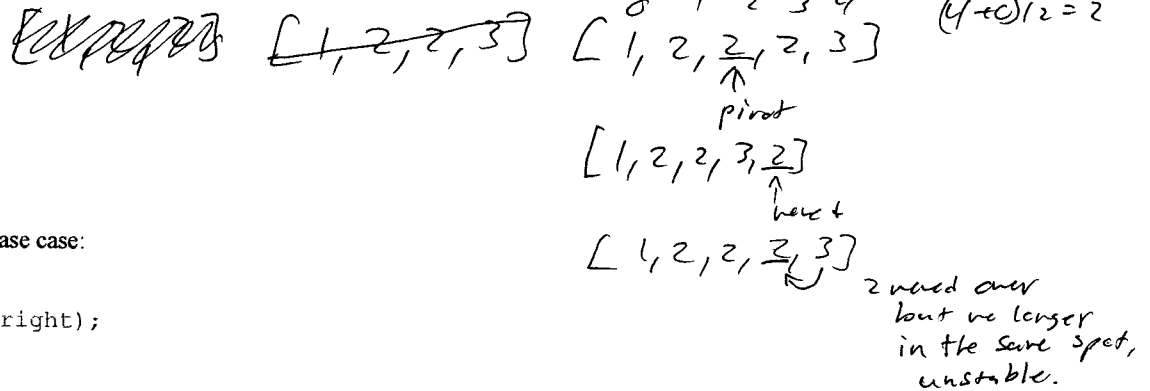 0 1 2 3 4
(4+0)/2 = 2
[1, 2, 2, 3] [1, 2, 2, 2, 3]
pivot
[1, 2, 2, 3, 2]
ase case:
[1, 2, 2, 2, 3]
right);
2 moved over
but no longer
in the same spot,
unstable.